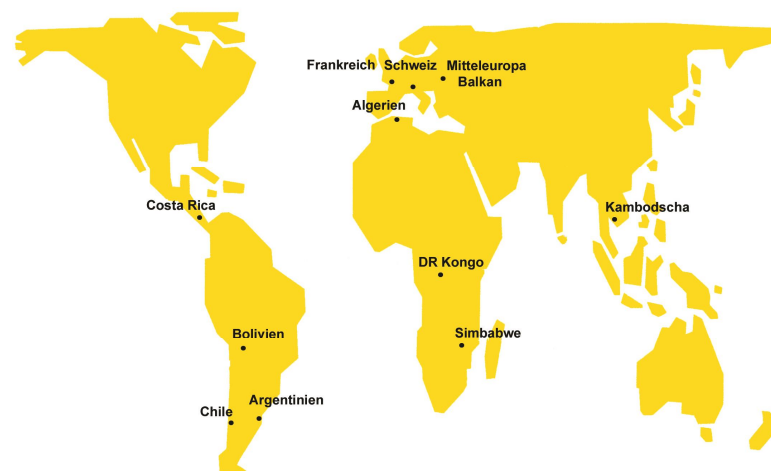 Frankreich Schweiz Mitteleuropa
Balkan
Algerien
Costa Rica
Kambodscha
DR Kongo
Bolivien
Simbabwe
Argentinien
Chile